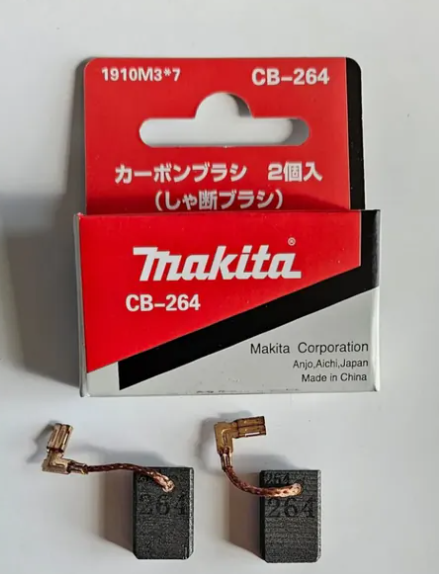 1910M3*7 CB-264
カーボンブラシ 2個入
(しゃ断ブラシ)
makita®
CB-264
Makita Corporation
Anjo,Aichi,Japan
Made in China
264
264
264
264